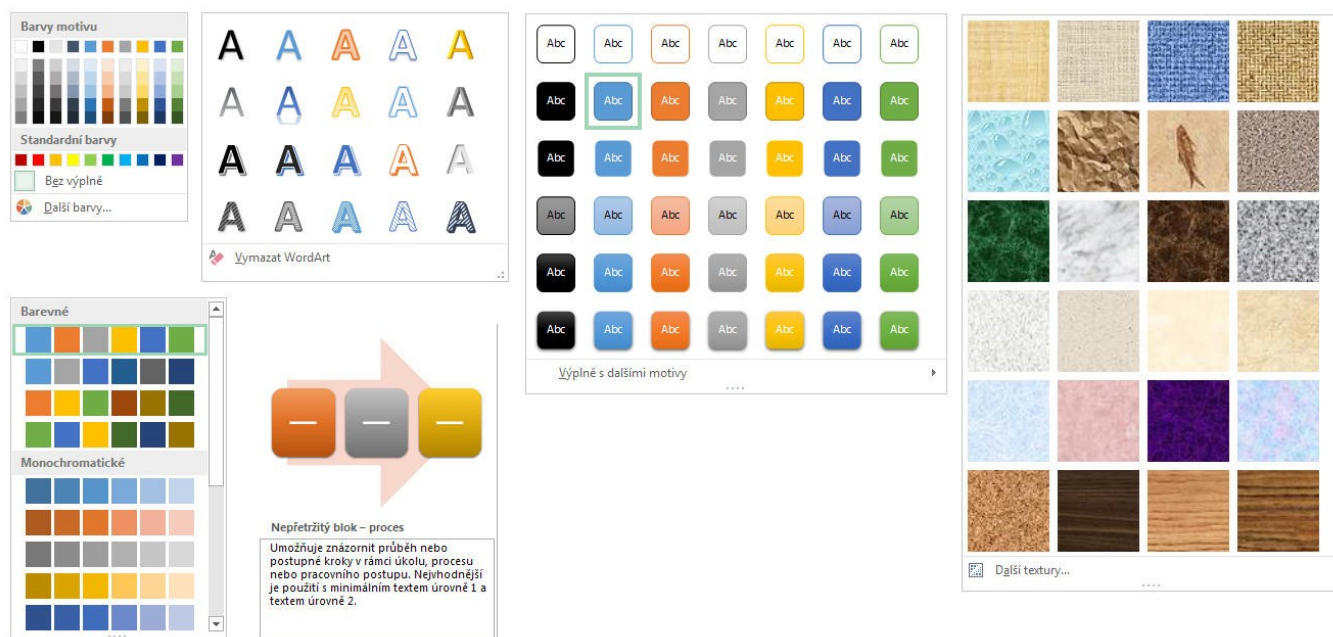 Barvy motivu
Standardní barvy
Bez výplně
Další barvy...
A A A A A
A A A A A
A A A A A
A A A A A
Vymazat WordArt
Barevné
Monochromatické
Nepřetržitý blok – proces
Umožňuje znázornit průběh nebo
postupné kroky v rámci úkolu, procesu
nebo pracovního postupu. Nejvhodnější
je použití s minimálním textem úrovně 1 a
textem úrovně 2.
Abc Abc Abc Abc Abc Abc Abc
Abc Abc Abc Abc Abc Abc Abc
Abc Abc Abc Abc Abc Abc Abc
Abc Abc Abc Abc Abc Abc Abc
Abc Abc Abc Abc Abc Abc Abc
Abc Abc Abc Abc Abc Abc Abc
Výplně s dalšími motivy
Další textury...